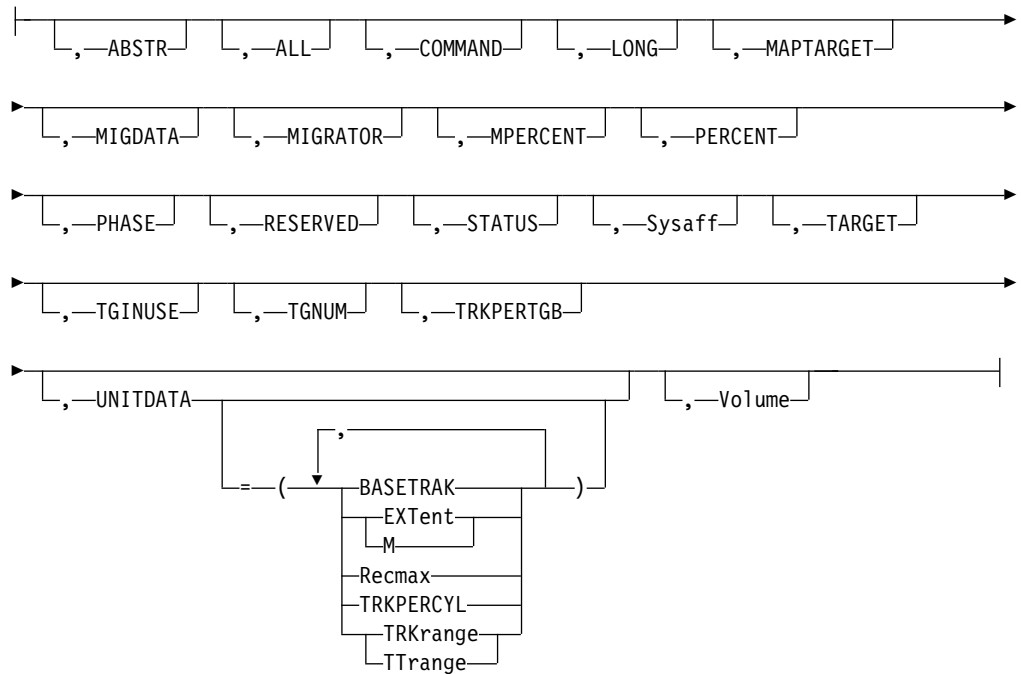 , ABSTR , ALL , COMMAND , LONG , MAPTARGET
, MIGDATA , MIGRATOR , MPERCENT , PERCENT
, PHASE , RESERVED , STATUS , Sysaff , TARGET
, TGINUSE , TGNUM , TRKPERTGB
, UNITDATA , Volume
,
= ( BASETRAK )
EXTent
M
Recmax
TRKPERCYL
TRKrange
TTrange